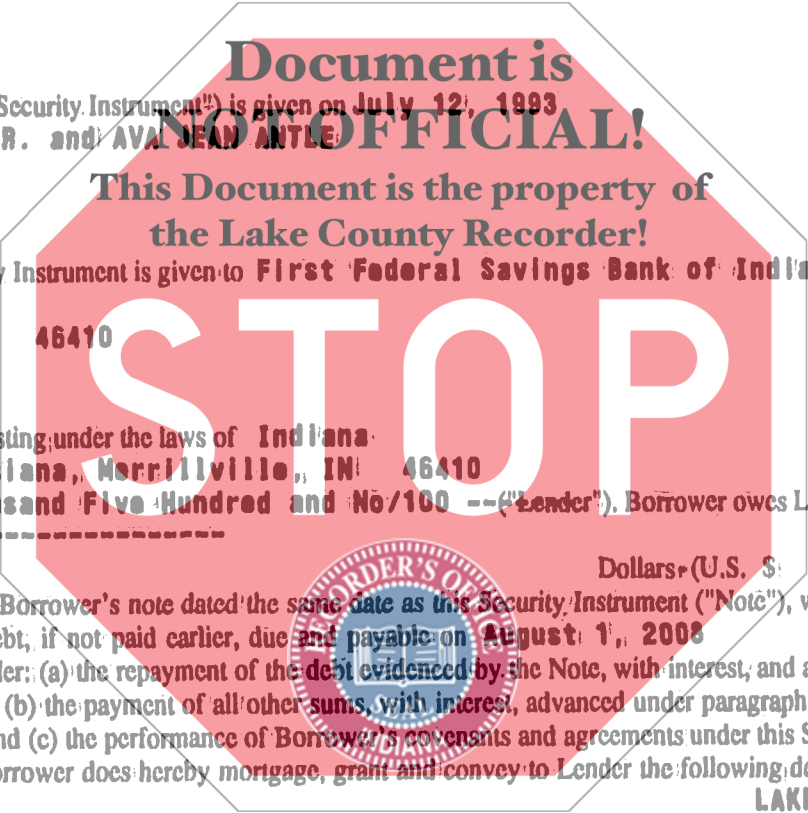 Document is
Security Instrument") is given on July 12, 1993
NOT OFFICIAL!
R. and AVA JEAN ANTLE
This Document is the property of
the Lake County Recorder!
Instrument is given to First Federal Savings Bank of India
46410
STOP
sting under the laws of Indiana
iana, Merrillville, IN 46410
sand Five Hundred and No/100 --("Lender"). Borrower owes L
----------------
Dollars (U.S. $
RECORDER'S OFFICE
Borrower's note dated the same date as this Security Instrument ("Note"), w
ebt, if not paid earlier, due and payable on August 1, 2008
der: (a) the repayment of the debt evidenced by the Note, with interest, and a
(b) the payment of all other sums, with interest, advanced under paragraph
nd (c) the performance of Borrower's covenants and agreements under this S
orrower does hereby mortgage, grant and convey to Lender the following de
LAKE